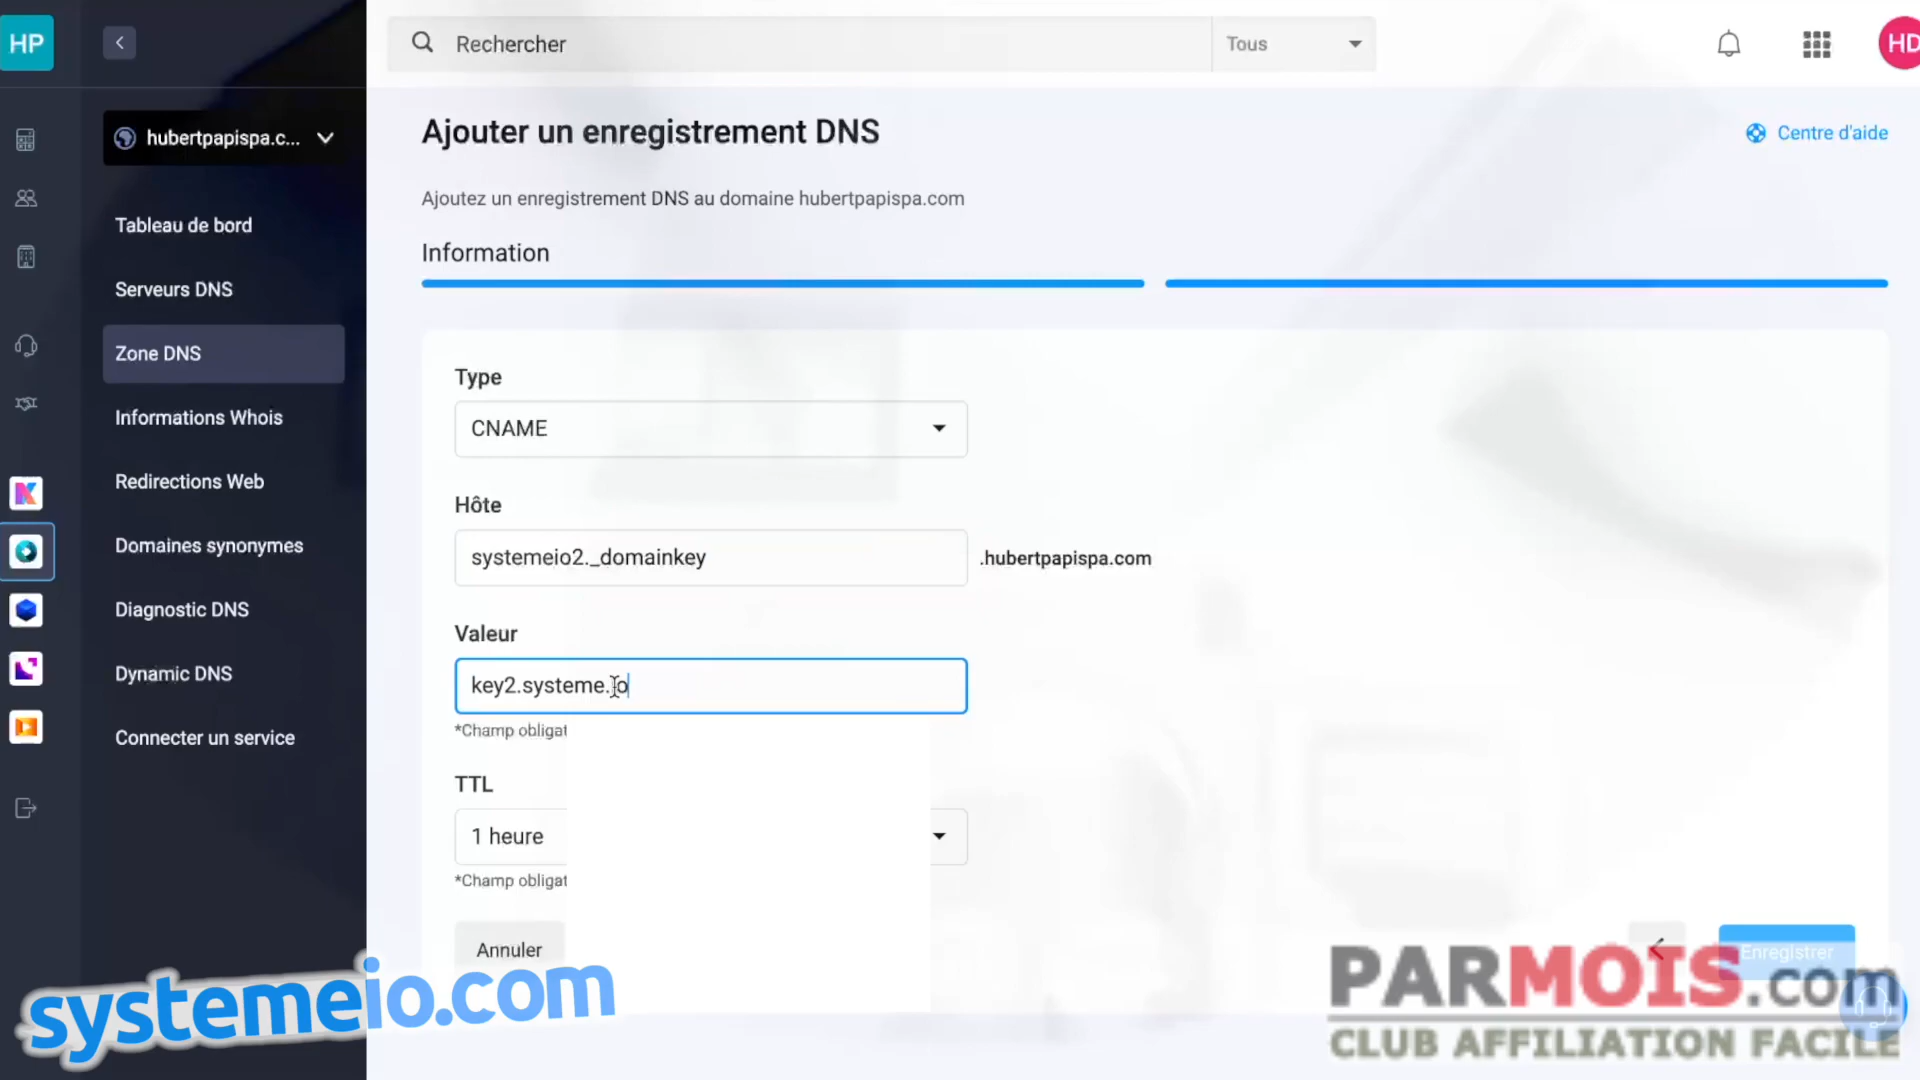 HP
Rechercher
Tous
HD
hubertpapispa.c...
Ajouter un enregistrement DNS
Centre d'aide
Ajoutez un enregistrement DNS au domaine hubertpapispa.com
Information
Tableau de bord
Serveurs DNS
Zone DNS
Informations Whois
Redirections Web
Domaines synonymes
Diagnostic DNS
Dynamic DNS
Connecter un service
Type
CNAME
Hôte
systemeio2._domainkey
.hubertpapispa.com
Valeur
key2.systeme.io
*Champ obligat
TTL
1 heure
*Champ obligat
Annuler
Enregistrer
systemeio.com
PARMOIS.com
CLUB AFFILIATION FACILE